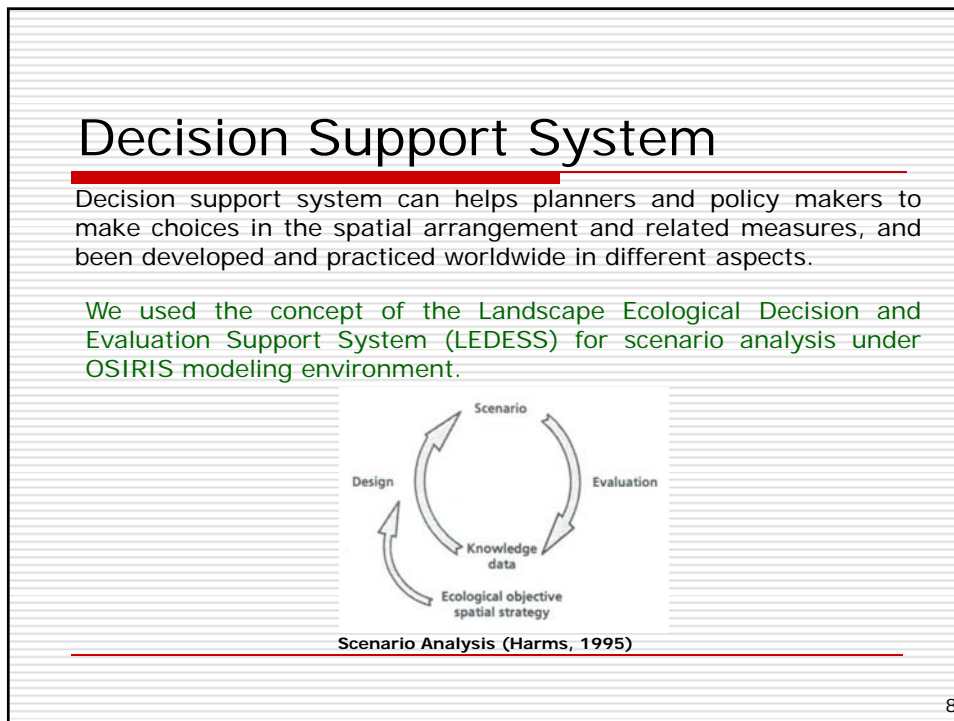 Decision Support System
Decision support system can helps planners and policy makers to
make choices in the spatial arrangement and related measures, and
been developed and practiced worldwide in different aspects.
We used the concept of the Landscape Ecological Decision and
Evaluation Support System (LEDESS) for scenario analysis under
OSIRIS modeling environment.
Scenario
Design
Evaluation
Knowledge
data
Ecological objective
spatial strategy
Scenario Analysis (Harms, 1995)
8